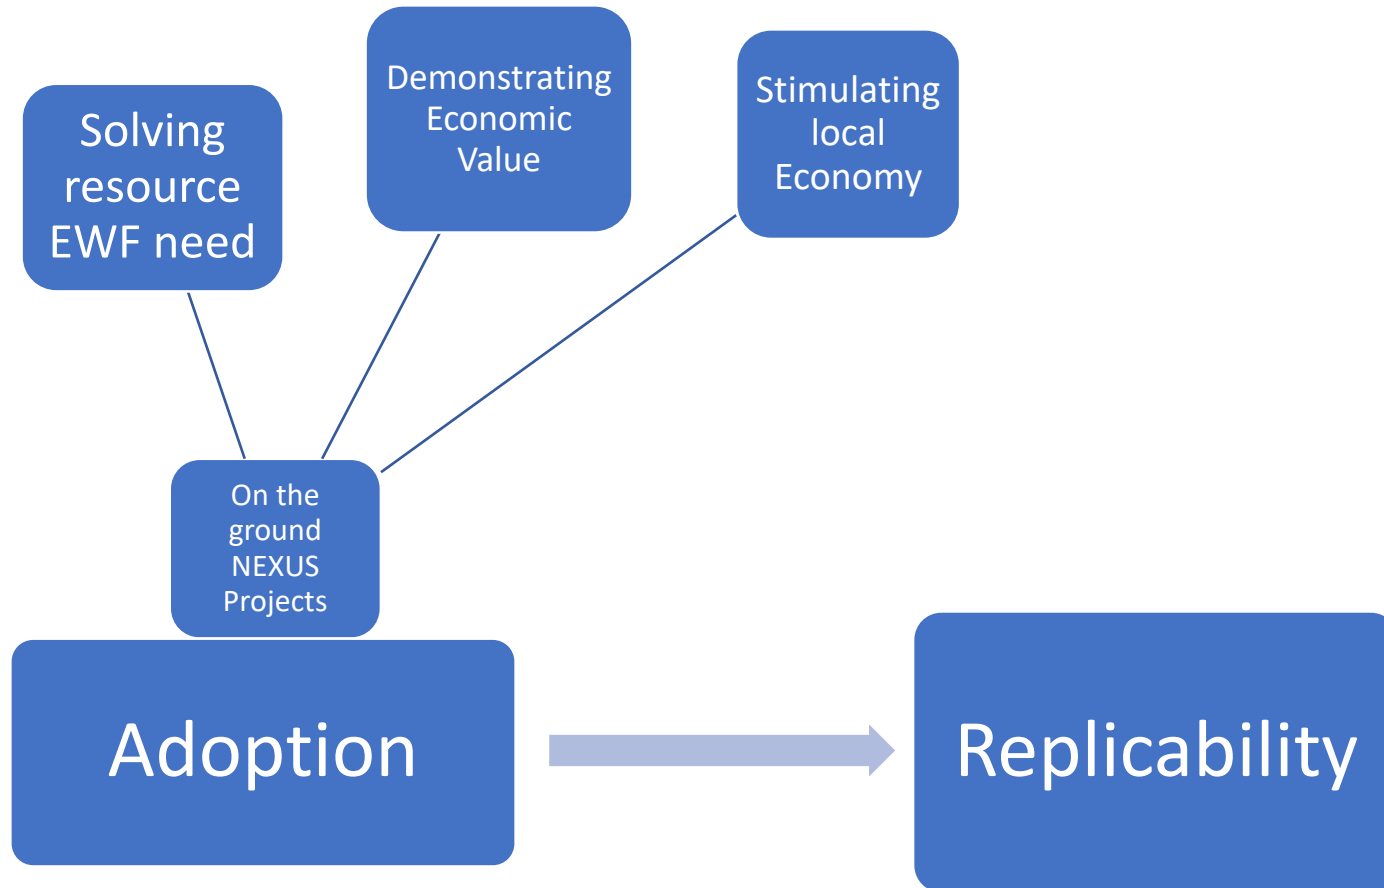 Solving
resource
EWF need
Demonstrating
Economic
Value
Stimulating
local
Economy
On the
ground
NEXUS
Projects
Adoption
Replicability